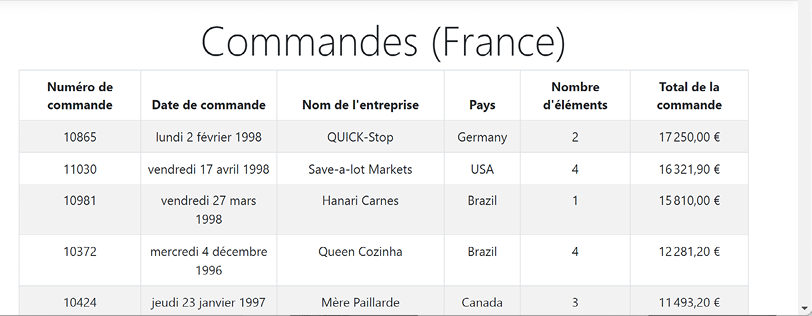 Commandes (France)
Numéro de commande Date de commande Nom de l'entreprise Pays Nombre d'éléments Total de la commande
10865 lundi 2 février 1998 QUICK-Stop Germany 2 17 250,00 €
11030 vendredi 17 avril 1998 Save-a-lot Markets USA 4 16 321,90 €
10981 vendredi 27 mars 1998 Hanari Carnes Brazil 1 15 810,00 €
10372 mercredi 4 décembre 1996 Queen Cozinha Brazil 4 12 281,20 €
10424 jeudi 23 janvier 1997 Mère Paillarde Canada 3 11 493,20 €